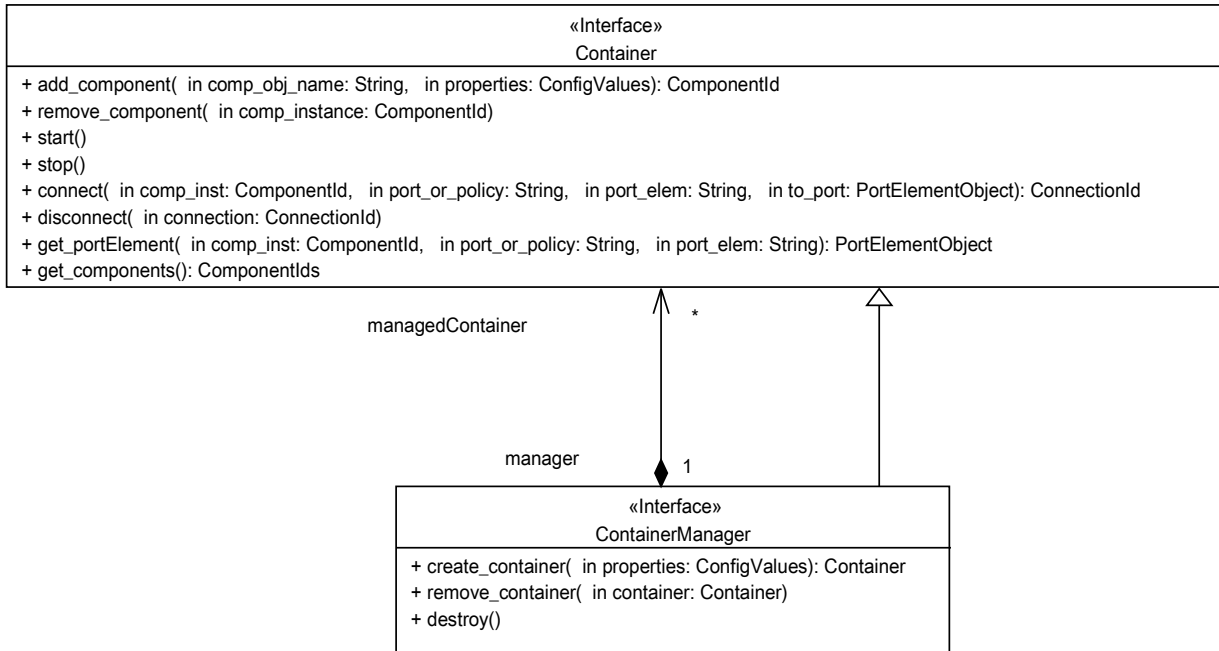 «Interface»
Container
+ add_component( in comp_obj_name: String, in properties: ConfigValues): ComponentId
+ remove_component( in comp_instance: ComponentId)
+ start()
+ stop()
+ connect( in comp_inst: ComponentId, in port_or_policy: String, in port_elem: String, in to_port: PortElementObject): ConnectionId
+ disconnect( in connection: ConnectionId)
+ get_portElement( in comp_inst: ComponentId, in port_or_policy: String, in port_elem: String): PortElementObject
+ get_components(): ComponentIds
managedContainer
*
manager
1
«Interface»
ContainerManager
+ create_container( in properties: ConfigValues): Container
+ remove_container( in container: Container)
+ destroy()